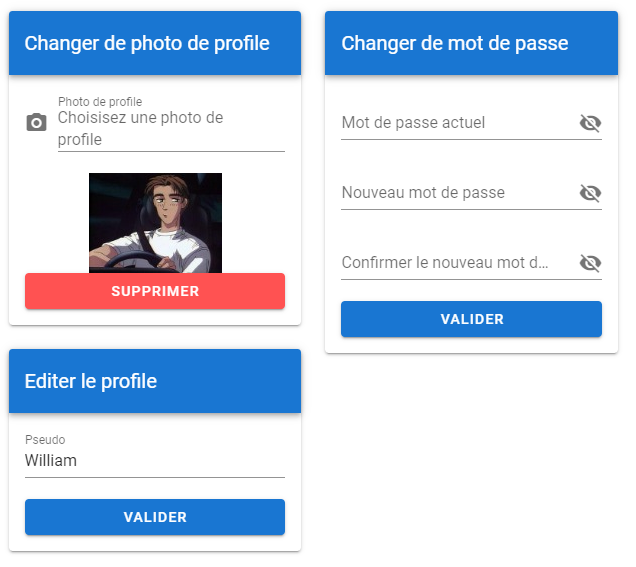 Changer de photo de profile
Photo de profile
Choisisez une photo de
profile
SUPPRIMER
Editer le profile
Pseudo
William
VALIDER
Changer de mot de passe
Mot de passe actuel
Nouveau mot de passe
Confirmer le nouveau mot d...
VALIDER